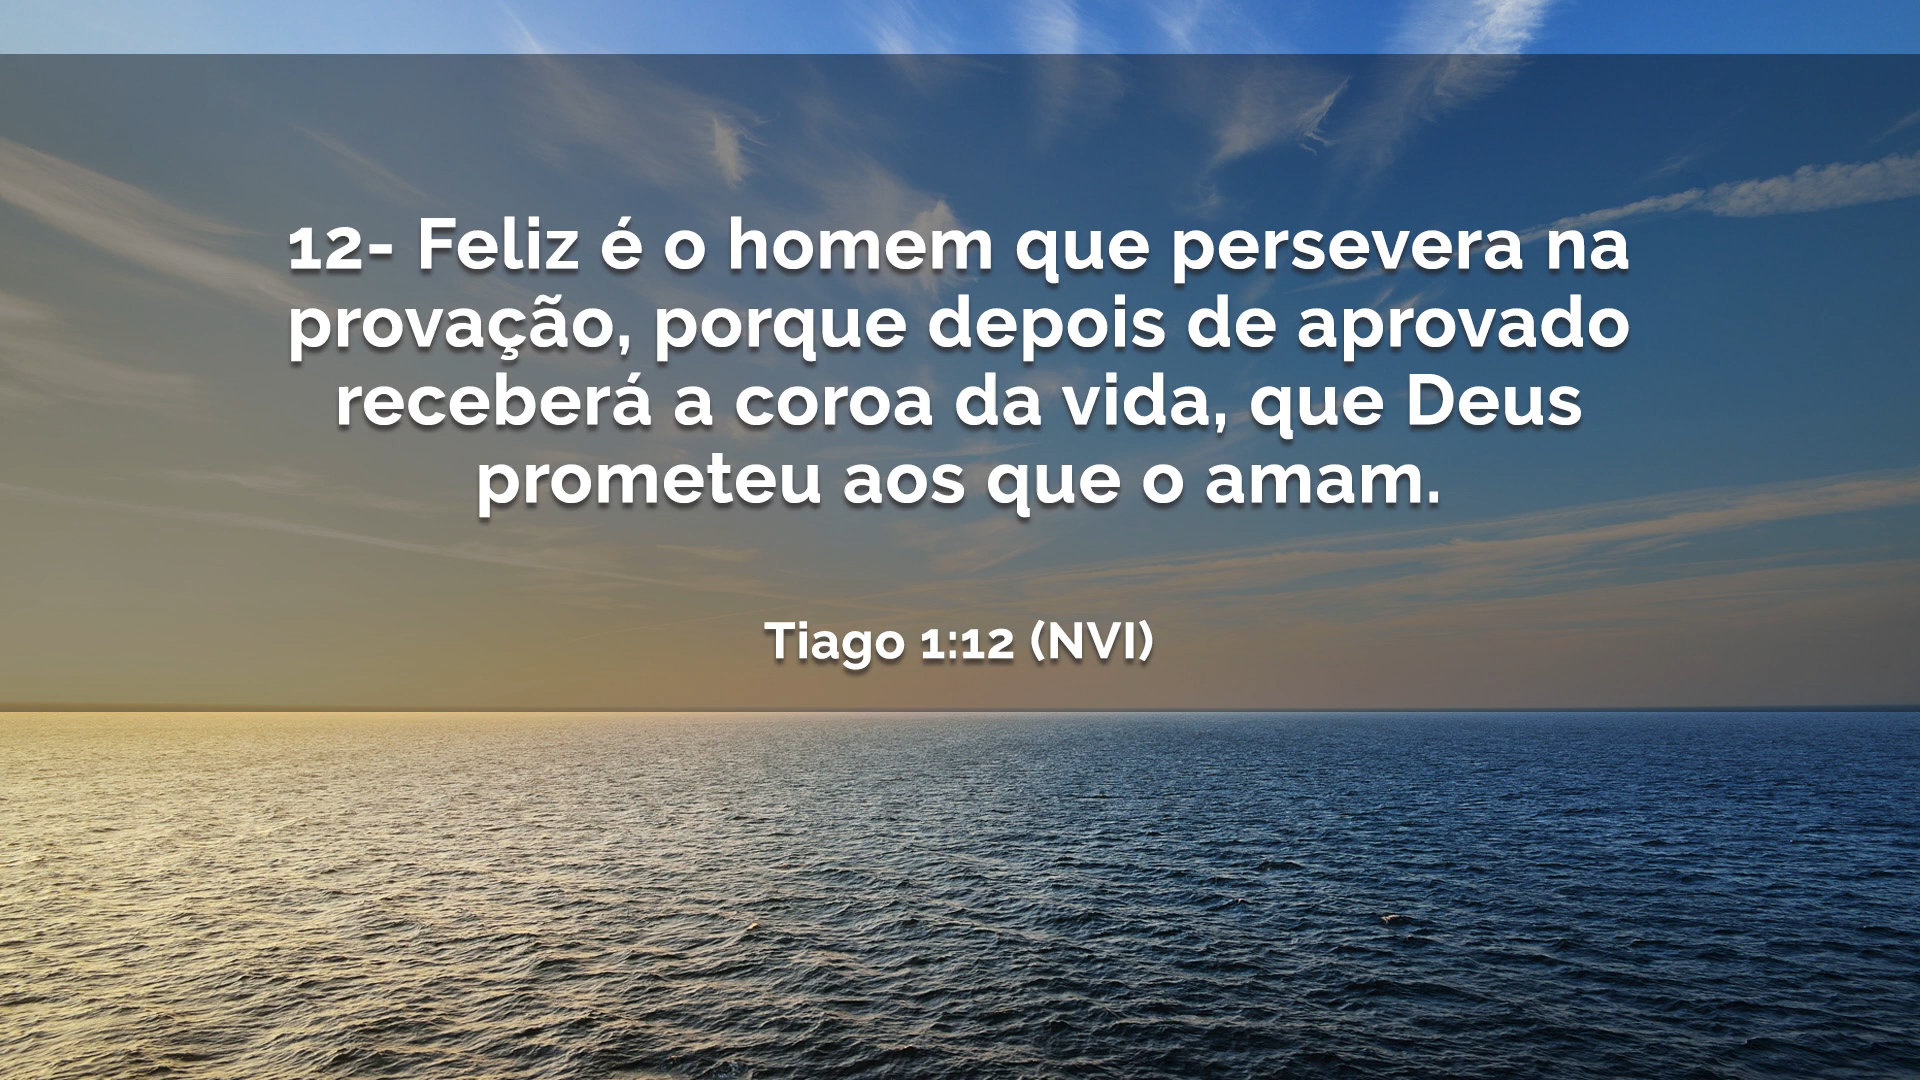 12- Feliz é o homem que persevera na
provação, porque depois de aprovado
receberá a coroa da vida, que Deus
prometeu aos que o amam.
Tiago 1:12 (NVI)